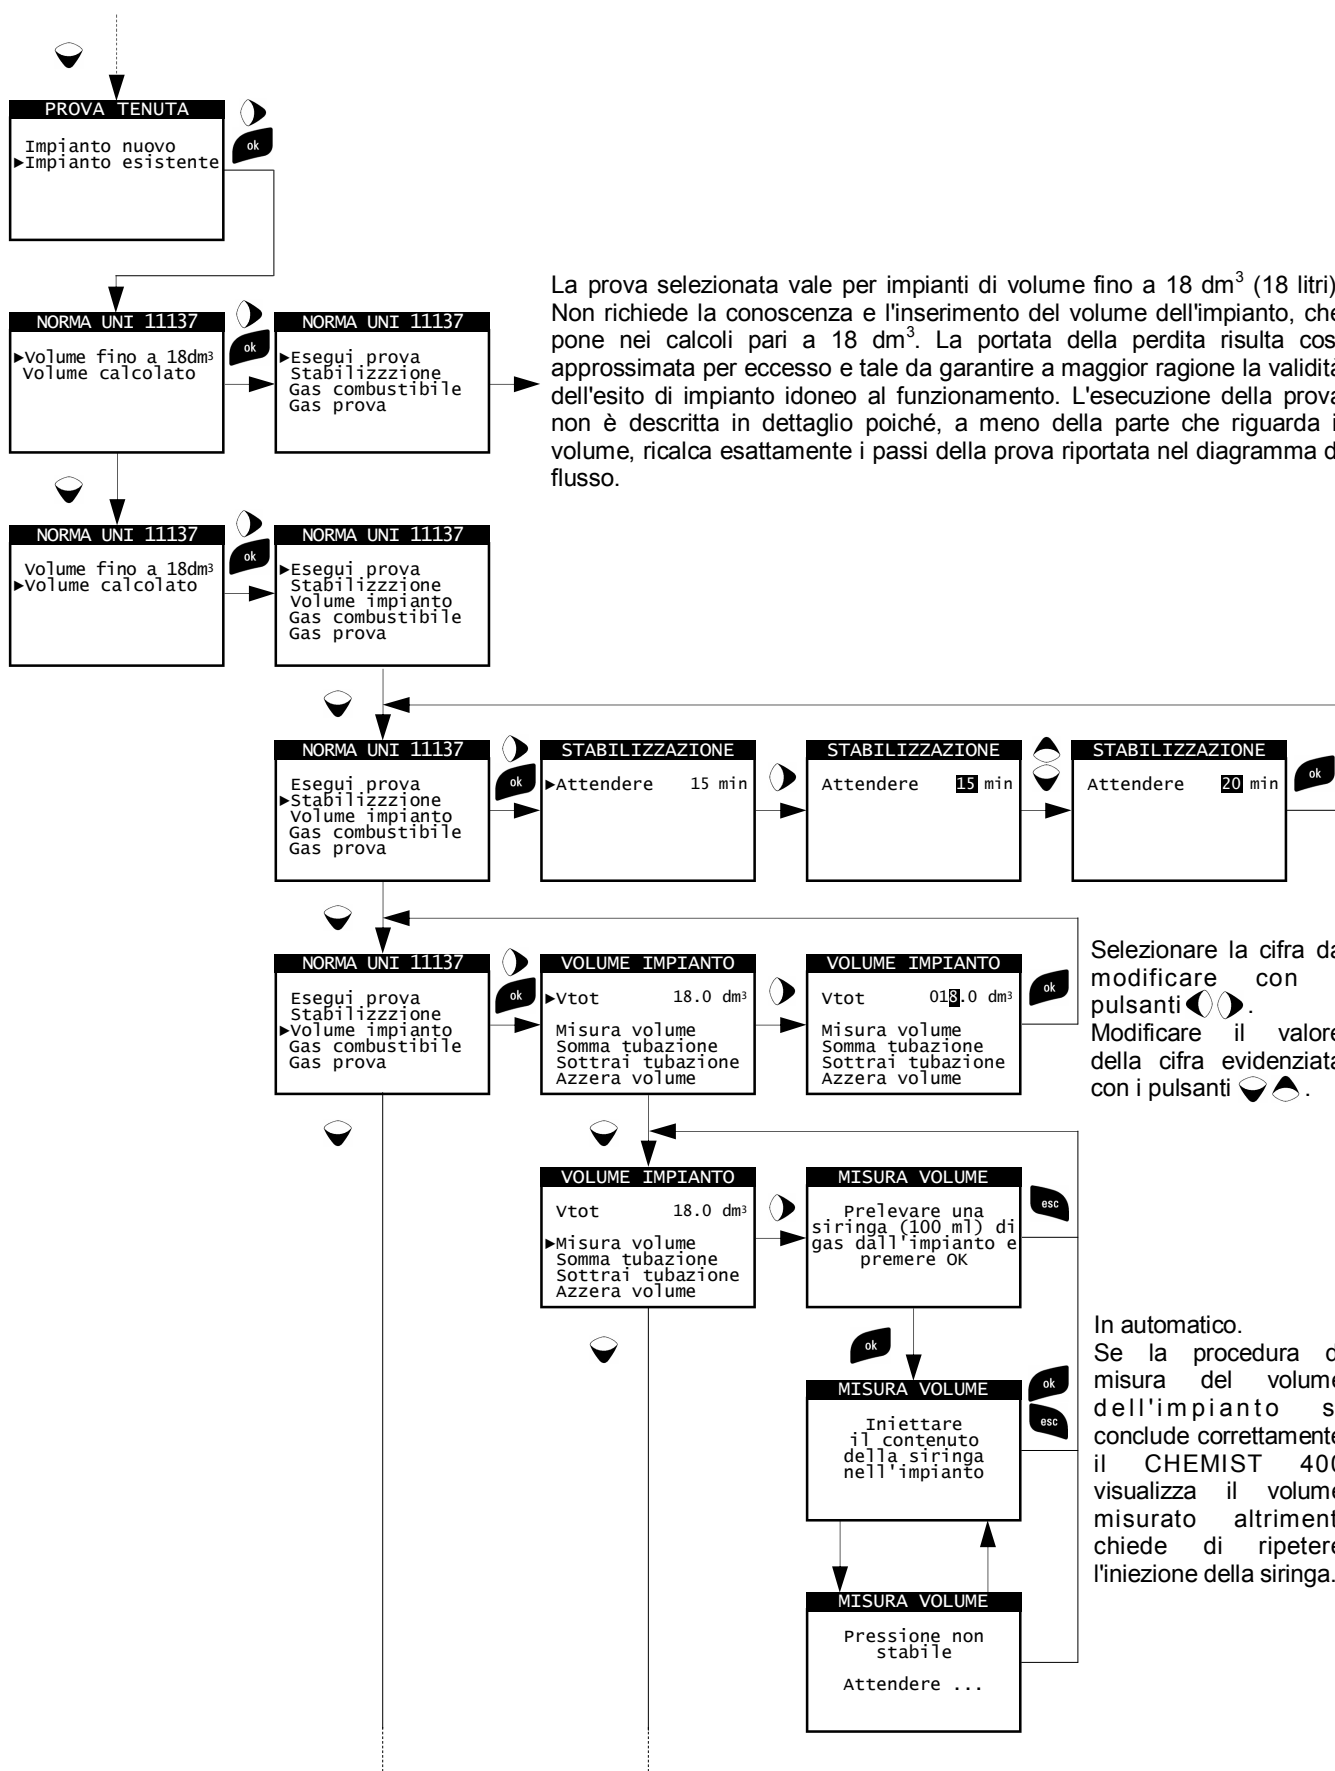 PROVA TENUTA
Impianto nuovo
►Impianto esistente
ok
La prova selezionata vale per impianti di volume fino a 18 dm³ (18 litri)
Non richiede la conoscenza e l'inserimento del volume dell'impianto, che
pone nei calcoli pari a 18 dm³. La portata della perdita risulta cos
approssimata per eccesso e tale da garantire a maggior ragione la validità
dell'esito di impianto idoneo al funzionamento. L'esecuzione della prova
non è descritta in dettaglio poiché, a meno della parte che riguarda i
volume, ricalca esattamente i passi della prova riportata nel diagramma d
flusso.
NORMA UNI 11137
►Volume fino a 18dm³
Volume calcolato
ok
NORMA UNI 11137
►Esegui prova
Stabilizzzione
Gas combustibile
Gas prova
NORMA UNI 11137
Volume fino a 18dm³
►Volume calcolato
ok
NORMA UNI 11137
►Esegui prova
Stabilizzzione
Volume impianto
Gas combustibile
Gas prova
NORMA UNI 11137
Esegui prova
►Stabilizzzione
Volume impianto
Gas combustibile
Gas prova
ok
STABILIZZAZIONE
►Attendere 15 min
STABILIZZAZIONE
Attendere 15 min
STABILIZZAZIONE
Attendere 20 min
ok
NORMA UNI 11137
Esegui prova
Stabilizzzione
►Volume impianto
Gas combustibile
Gas prova
ok
VOLUME IMPIANTO
►Vtot 18.0 dm³
Misura volume
Somma tubazione
Sottrai tubazione
Azzera volume
VOLUME IMPIANTO
Vtot 018.0 dm³
Misura volume
Somma tubazione
Sottrai tubazione
Azzera volume
ok
Selezionare la cifra da
modificare con
pulsanti .
Modificare il valore
della cifra evidenziata
con i pulsanti .
VOLUME IMPIANTO
Vtot 18.0 dm³
►Misura volume
Somma tubazione
Sottrai tubazione
Azzera volume
MISURA VOLUME
Prelevare una
siringa (100 ml) di
gas dall'impianto e
premere OK
esc
ok
MISURA VOLUME
Iniettare
il contenuto
della siringa
nell'impianto
ok
esc
In automatico.
Se la procedura d
misura del volume
dell'impianto s
conclude correttamente
il CHEMIST 400
visualizza il volume
misurato altriment
chiede di ripetere
l'iniezione della siringa.
MISURA VOLUME
Pressione non
stabile
Attendere ...